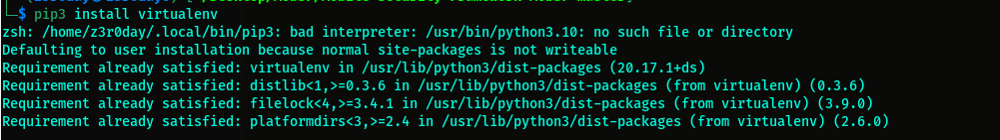 └─$ pip3 install virtualenv
zsh: /home/z3r0day/.local/bin/pip3: bad interpreter: /usr/bin/python3.10: no such file or directory
Defaulting to user installation because normal site-packages is not writeable
Requirement already satisfied: virtualenv in /usr/lib/python3/dist-packages (20.17.1+ds)
Requirement already satisfied: distlib<1,>=0.3.6 in /usr/lib/python3/dist-packages (from virtualenv) (0.3.6)
Requirement already satisfied: filelock<4,>=3.4.1 in /usr/lib/python3/dist-packages (from virtualenv) (3.9.0)
Requirement already satisfied: platformdirs<3,>=2.4 in /usr/lib/python3/dist-packages (from virtualenv) (2.6.0)